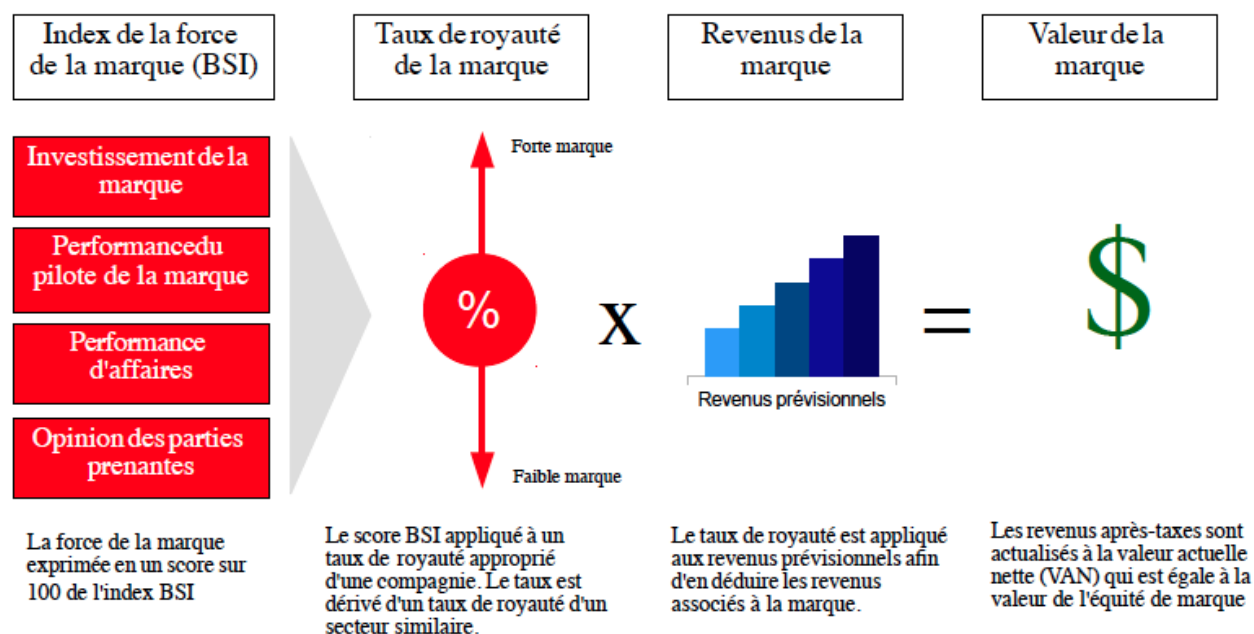 Index de la force
de la marque (BSI)
Taux de royauté
de la marque
Revenus de la
marque
Valeur de la
marque
Investissement de la
marque
Performancedu
pilote de la marque
Performance
d'affaires
Opinion des parties
prenantes
Forte marque
%
Faible marque
X
Revenus prévisionnels
=
$
La force de la marque
exprimée en un score sur
100 de l'index BSI
Le score BSI appliqué à un
taux de royauté approprié
d'une compagnie. Le taux est
dérivé d'un taux de royauté d'un
secteur similaire.
Le taux de royauté est appliqué
aux revenus prévisionnels afin
d'en déduire les revenus
associés à la marque.
Les revenus après-taxes sont
actualisés à la valeur actuelle
nette (VAN) qui est égale à la
valeur de l'équité de marque